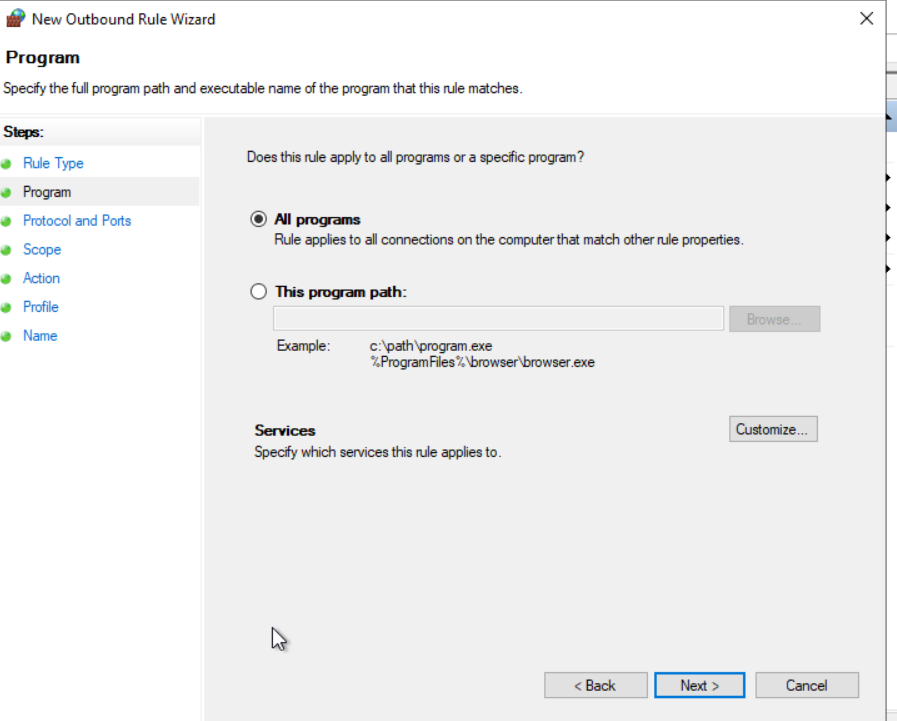 New Outbound Rule Wizard
Program
Specify the full program path and executable name of the program that this rule matches.
Steps:
Rule Type
Program
Protocol and Ports
Scope
Action
Profile
Name
Does this rule apply to all programs or a specific program?
All programs
Rule applies to all connections on the computer that match other rule properties.
This program path:
Browse...
Example: c:\path\program.exe
%ProgramFiles%\browser\browser.exe
Services
Customize...
Specify which services this rule applies to.
< Back Next > Cancel